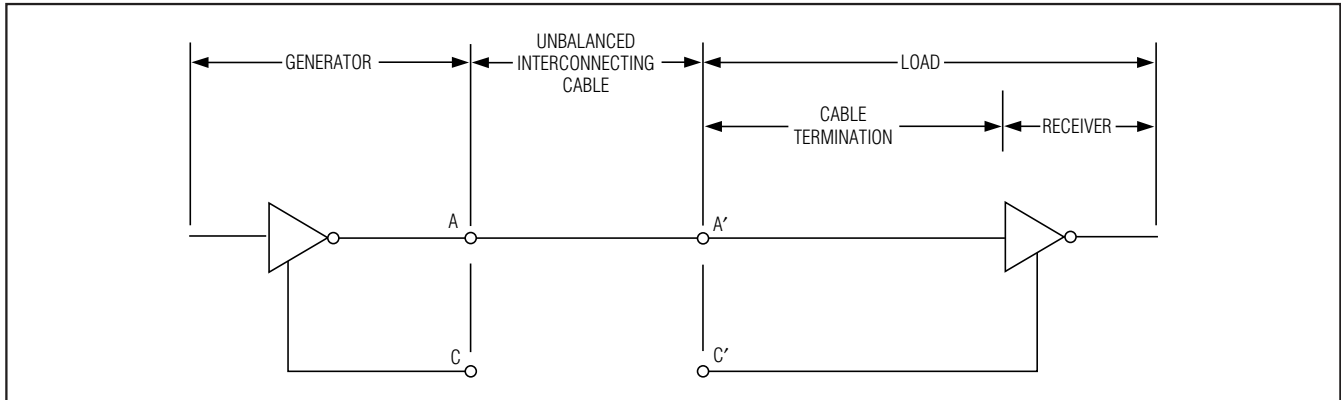 GENERATOR
UNBALANCED
INTERCONNECTING
CABLE
LOAD
CABLE
TERMINATION
RECEIVER
A
A′
C
C′